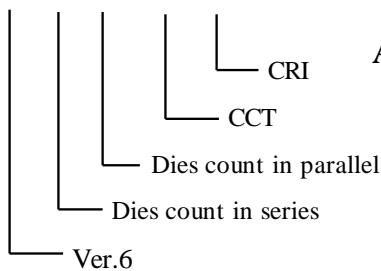 A
CRI
CCT
Dies count in parallel
Dies count in series
Ver.6